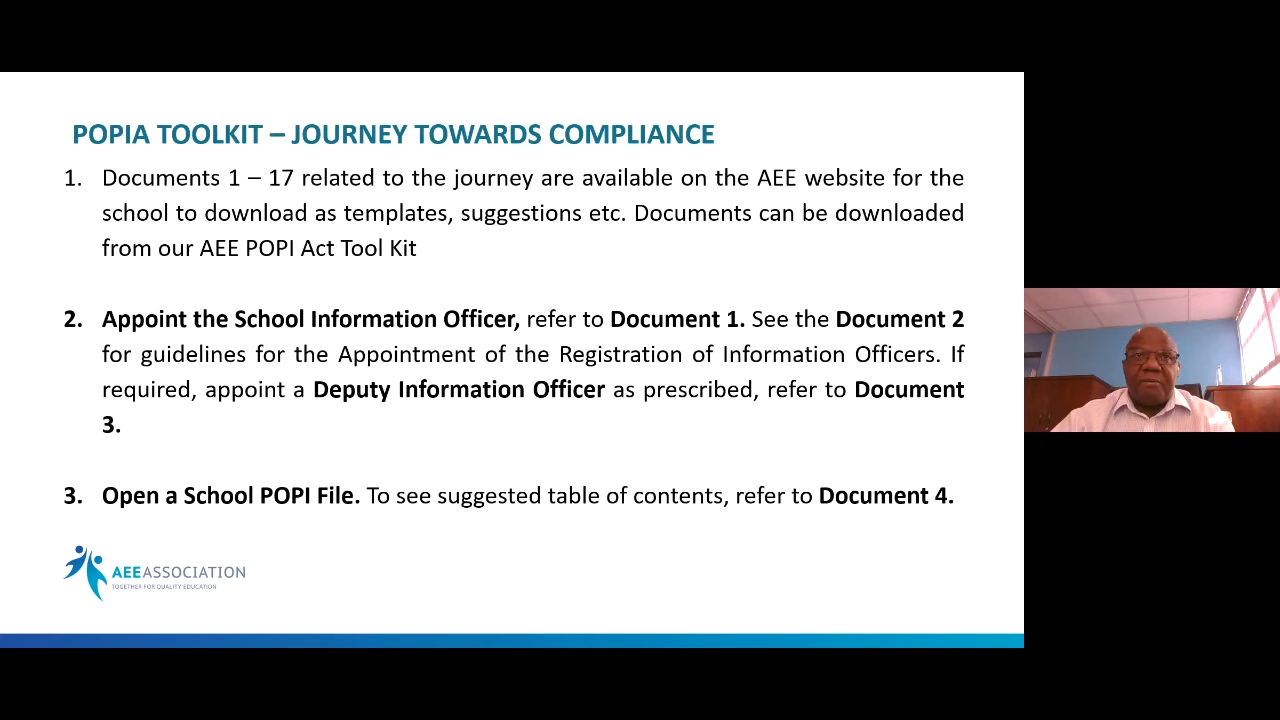 POPIA TOOLKIT – JOURNEY TOWARDS COMPLIANCE
1. Documents 1 – 17 related to the journey are available on the AEE website for the
school to download as templates, suggestions etc. Documents can be downloaded
from our AEE POPI Act Tool Kit
2. Appoint the School Information Officer, refer to Document 1. See the Document 2
for guidelines for the Appointment of the Registration of Information Officers. If
required, appoint a Deputy Information Officer as prescribed, refer to Document
3.
3. Open a School POPI File. To see suggested table of contents, refer to Document 4.
AEEASSOCIATION
TOGETHER FOR QUALITY EDUCATION